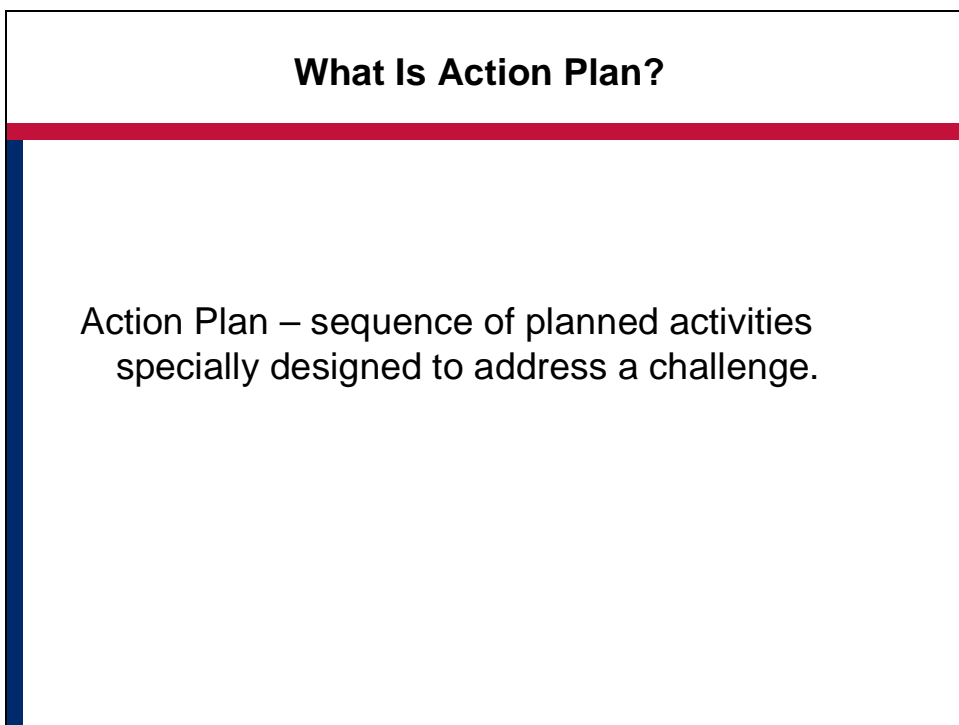 What Is Action Plan?
Action Plan – sequence of planned activities
specially designed to address a challenge.